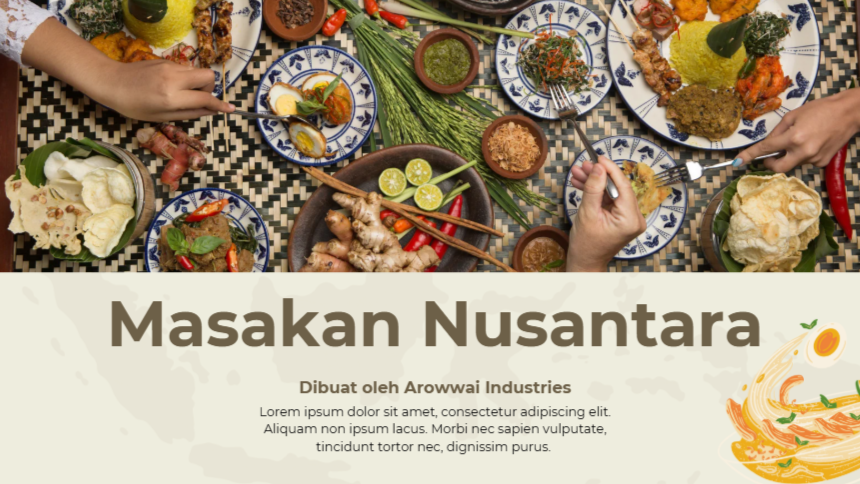 Masakan Nusantara
Dibuat oleh Arowwai Industries
Lorem ipsum dolor sit amet, consectetur adipiscing elit.
Aliquam non ipsum lacus. Morbi nec sapien vulputate,
tincidunt tortor nec, dignissim purus.